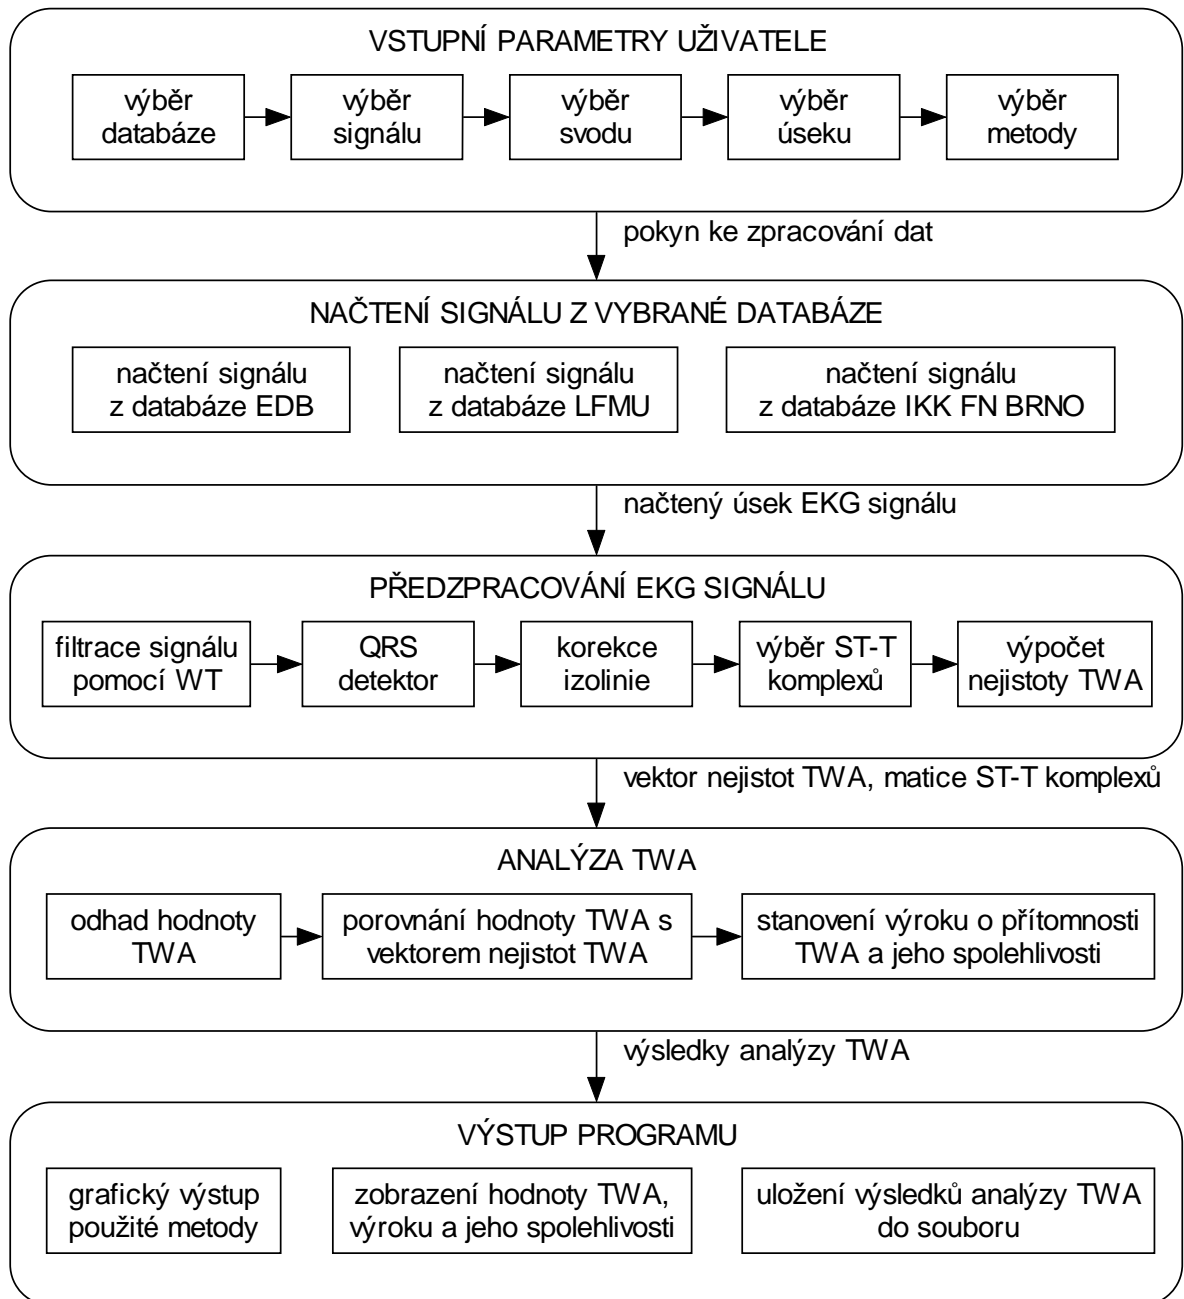 VSTUPNÍ PARAMETRY UŽIVATELE
výběr
databáze
výběr
signálu
výběr
svodu
výběr
úseku
výběr
metody
pokyn ke zpracování dat
NAČTENÍ SIGNÁLU Z VYBRANÉ DATABÁZE
načtení signálu
z databáze EDB
načtení signálu
z databáze LFMU
načtení signálu
z databáze IKK FN BRNO
načtený úsek EKG signálu
PŘEDZPRACOVÁNÍ EKG SIGNÁLU
filtrace signálu
pomocí WT
QRS
detektor
korekce
izolinie
výběr ST-T
komplexů
výpočet
nejistoty TWA
vektor nejistot TWA, matice ST-T komplexů
ANALÝZA TWA
odhad hodnoty
TWA
porovnání hodnoty TWA s
vektorem nejistot TWA
stanovení výroku o přítomnosti
TWA a jeho spolehlivosti
výsledky analýzy TWA
VÝSTUP PROGRAMU
grafický výstup
použité metody
zobrazení hodnoty TWA,
výroku a jeho spolehlivosti
uložení výsledků analýzy TWA
do souboru